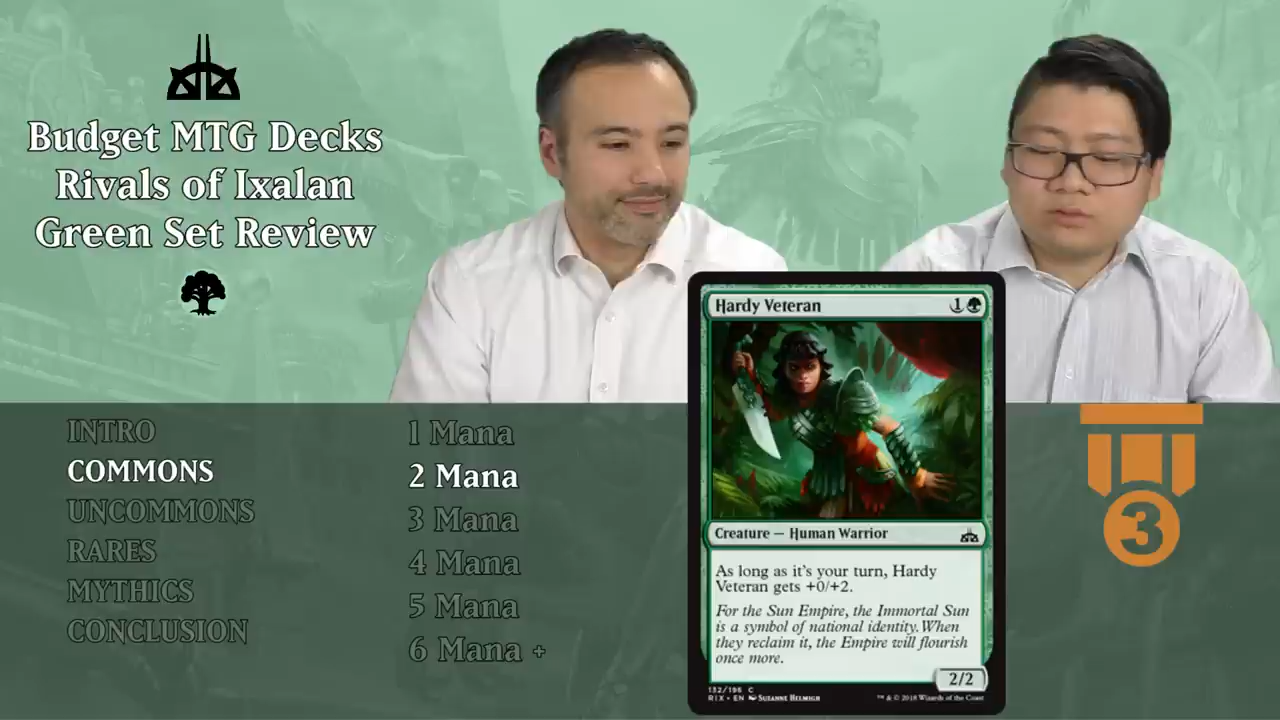 Budget MTG Decks
Rivals of Ixalan
Green Set Review
INTRO
COMMONS
UNCOMMONS
RARES
MYTHICS
CONCLUSION
1 Mana
2 Mana
3 Mana
4 Mana
5 Mana
6 Mana +
Hardy Veteran 1
Creature — Human Warrior
As long as it's your turn, Hardy
Veteran gets +0/+2.
For the Sun Empire, the Immortal Sun
is a symbol of national identity. When
they reclaim it, the Empire will flourish
once more.
2/2
132/196 C
RIX • EN Suzanne Helmigh
™ & © 2018 Wizards of the Coast
3